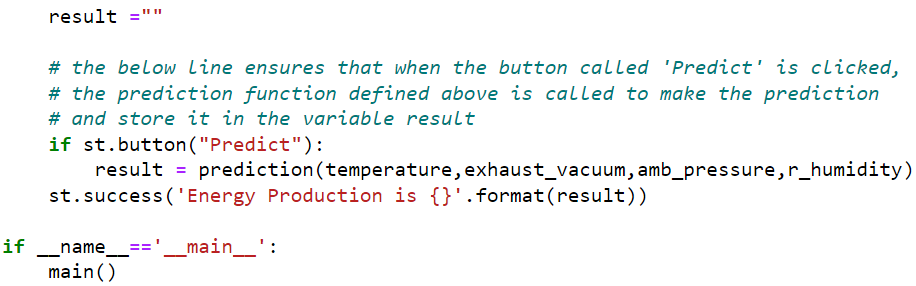 result =""
# the below line ensures that when the button called 'Predict' is clicked,
# the prediction function defined above is called to make the prediction
# and store it in the variable result
if st.button("Predict"):
result = prediction(temperature,exhaust_vacuum,amb_pressure,r_humidity)
st.success('Energy Production is {}'.format(result))
if __name__=='__main__':
main()